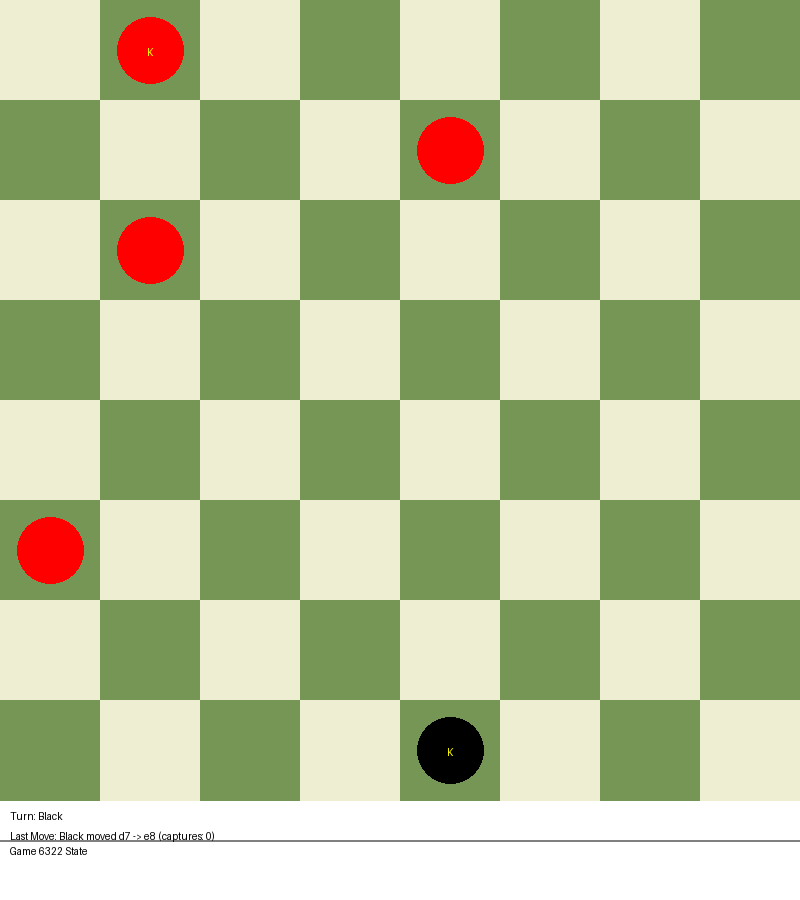 K
K
Turn: Black
Last Move: Black moved d7 -> e8 (captures: 0)
Game 6322 State